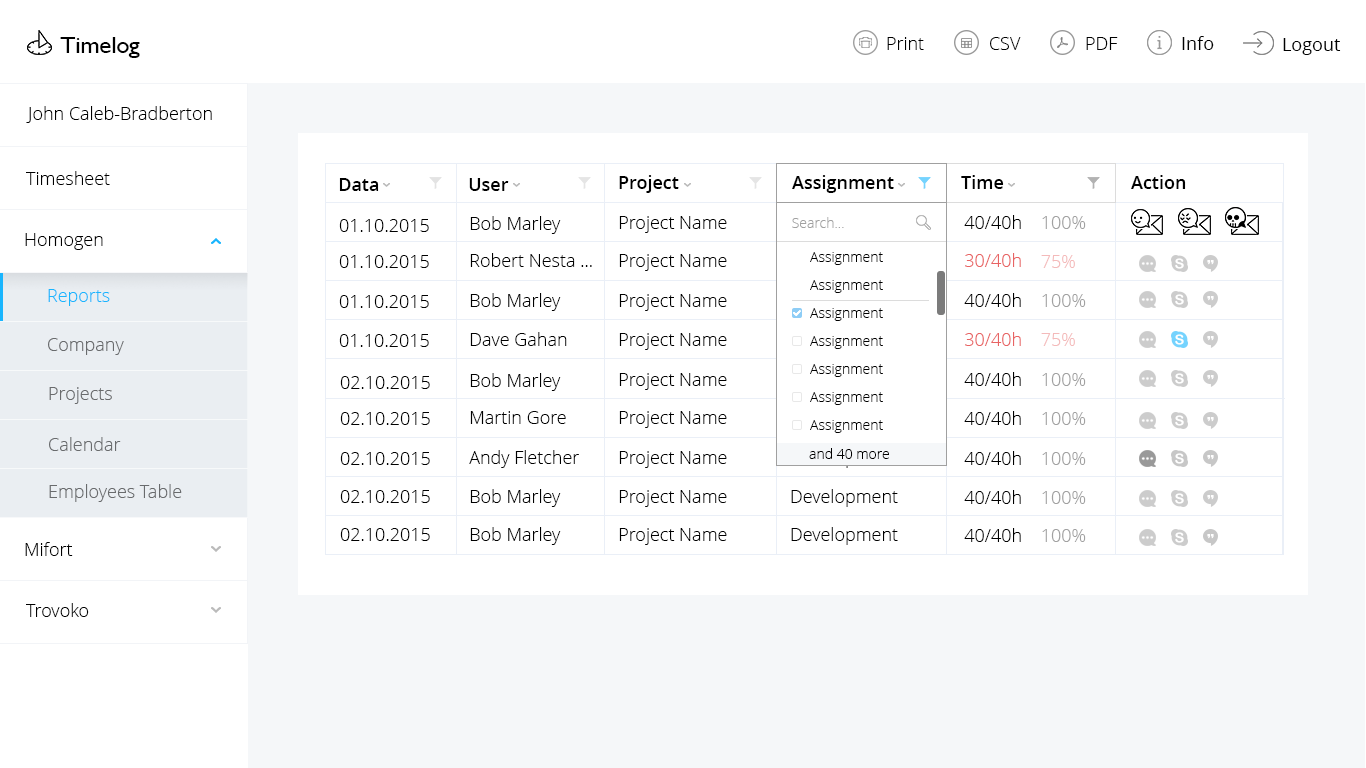 Timelog
Print CSV PDF Info Logout
John Caleb-Bradberton
Timesheet
Homogen
Reports
Company
Projects
Calendar
Employees Table
Mifort
Trovoko
Data User Project Assignment Time Action
01.10.2015 Bob Marley Project Name Search... 40/40h 100%
01.10.2015 Robert Nesta ... Project Name Assignment 30/40h 75%
Assignment
01.10.2015 Bob Marley Project Name Assignment 40/40h 100%
01.10.2015 Dave Gahan Project Name Assignment 30/40h 75%
02.10.2015 Bob Marley Project Name Assignment 40/40h 100%
Assignment
02.10.2015 Martin Gore Project Name Assignment 40/40h 100%
02.10.2015 Andy Fletcher Project Name and 40 more 40/40h 100%
02.10.2015 Bob Marley Project Name Development 40/40h 100%
02.10.2015 Bob Marley Project Name Development 40/40h 100%